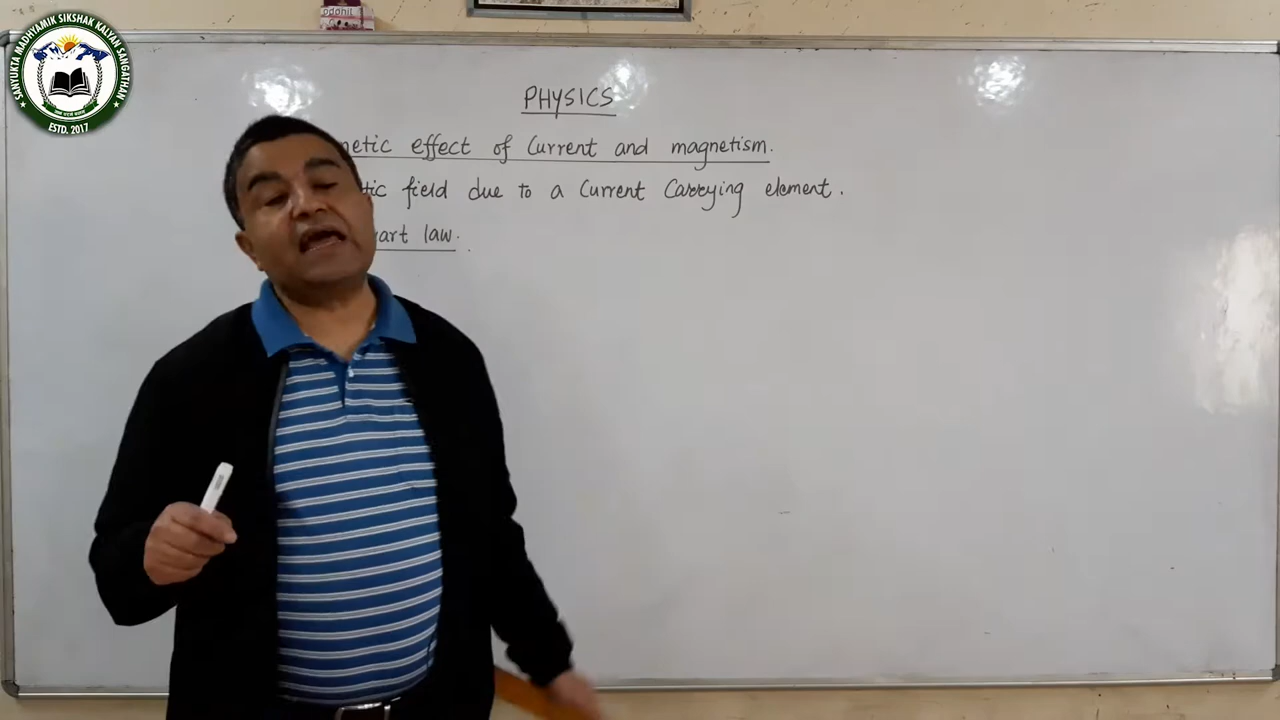 SANYUKTA MADHYAMIK SIKSHAK KALYAN SANGATHAN
ESTD. 2017
odonil
PHYSICS
netic effect of Current and magnetism.
tic field due to a Current Carrying element.
art law.